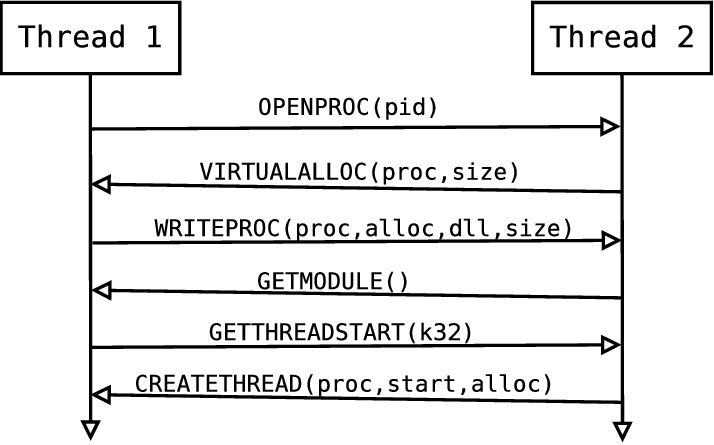 Thread 1
Thread 2
OPENPROC(pid)
VIRTUALALLOC(proc,size)
WRITEPROC(proc,alloc,dll,size)
GETMODULE()
GETTHREADSTART(k32)
CREATETHREAD(proc,start,alloc)